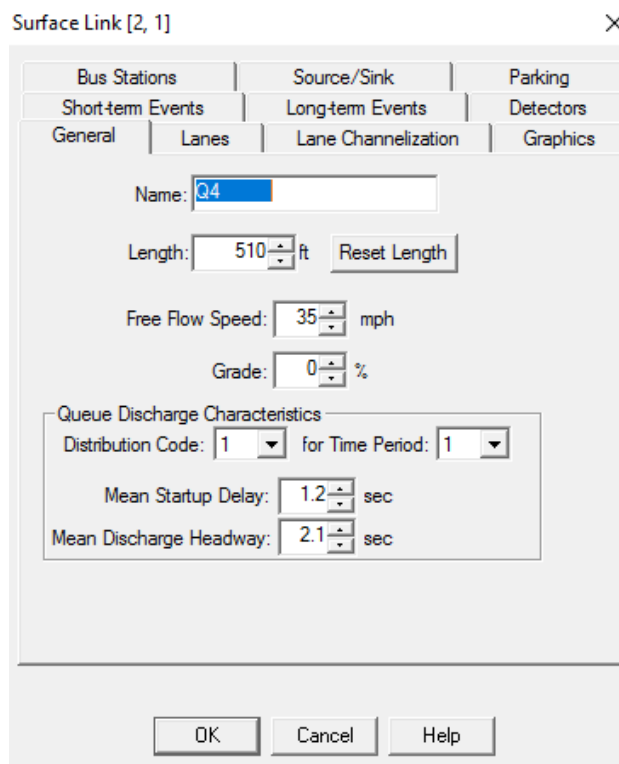 Surface Link [2, 1]
Bus Stations Source/Sink Parking
Short-term Events Long-term Events Detectors
General Lanes Lane Channelization Graphics
Name: Q4
Length: 510 ft Reset Length
Free Flow Speed: 35 mph
Grade: 0 %
Queue Discharge Characteristics
Distribution Code: 1 for Time Period: 1
Mean Startup Delay: 1.2 sec
Mean Discharge Headway: 2.1 sec
OK Cancel Help